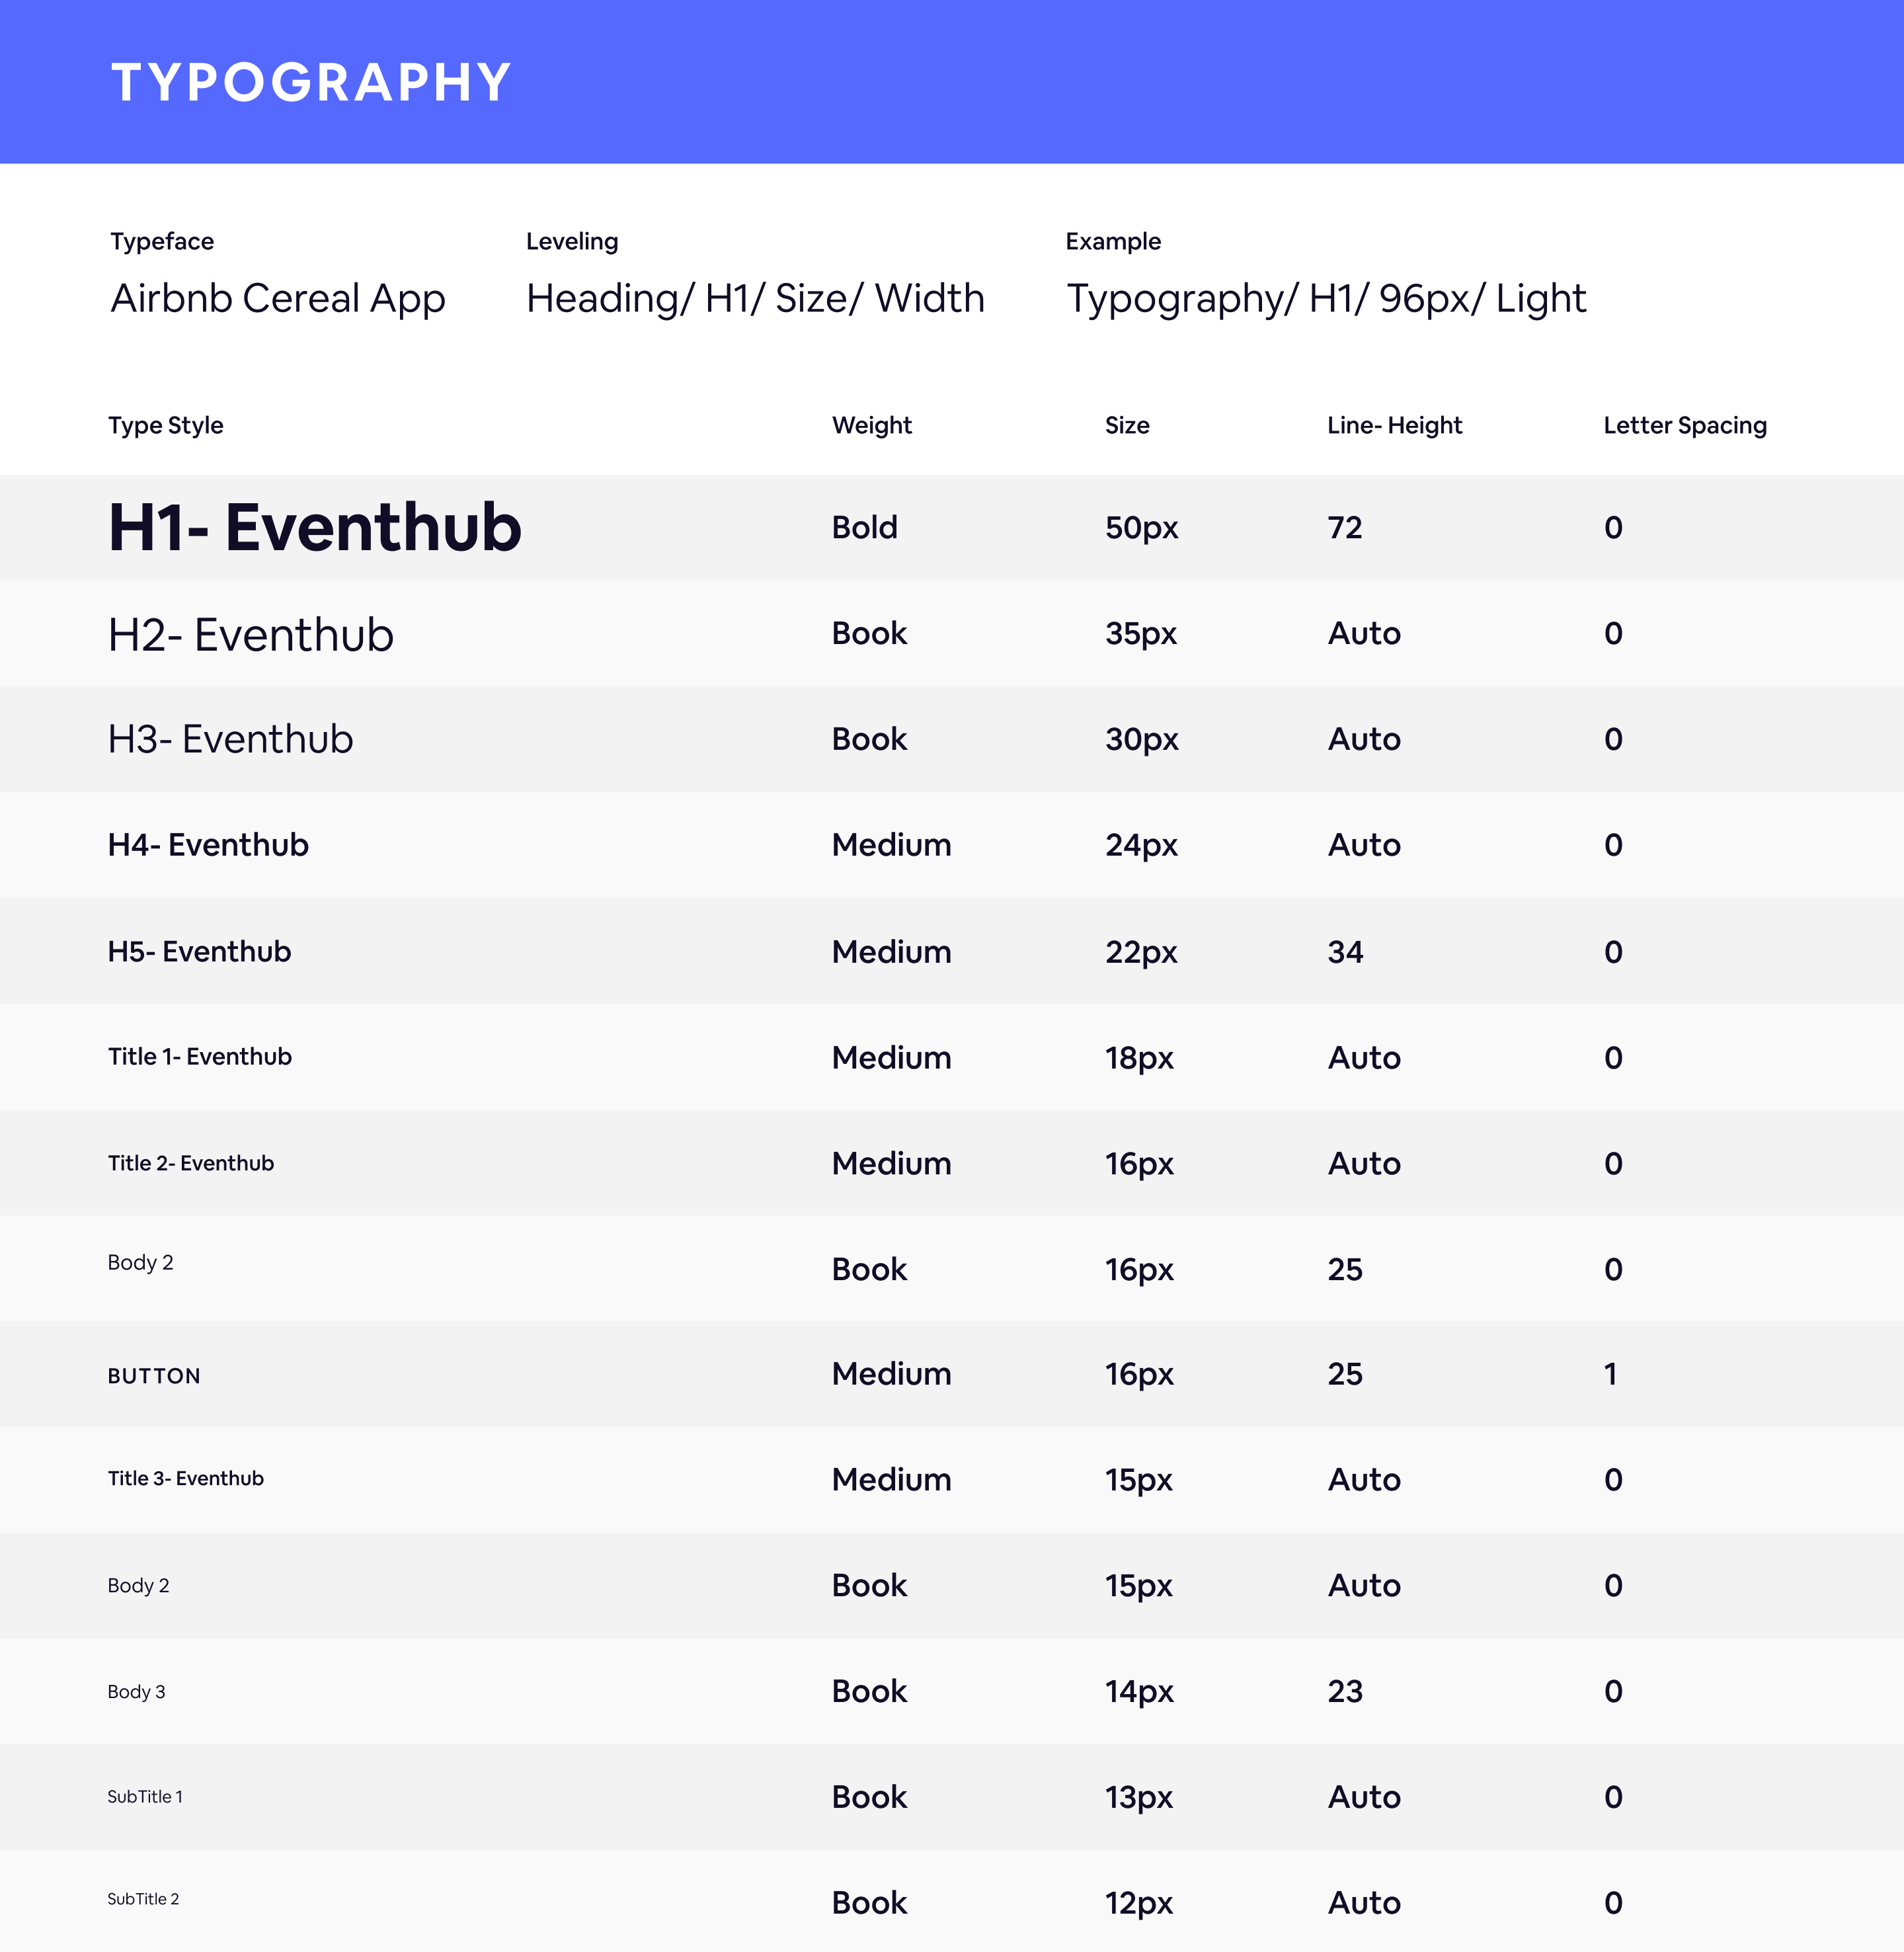 TYPOGRAPHY
Typeface Leveling Example
Airbnb Cereal App Heading/ H1/ Size/ Width Typography/ H1/ 96px/ Light
Type Style Weight Size Line- Height Letter Spacing
H1- Eventhub Bold 50px 72 0
H2- Eventhub Book 35px Auto 0
H3- Eventhub Book 30px Auto 0
H4- Eventhub Medium 24px Auto 0
H5- Eventhub Medium 22px 34 0
Title 1- Eventhub Medium 18px Auto 0
Title 2- Eventhub Medium 16px Auto 0
Body 2 Book 16px 25 0
BUTTON Medium 16px 25 1
Title 3- Eventhub Medium 15px Auto 0
Body 2 Book 15px Auto 0
Body 3 Book 14px 23 0
SubTitle 1 Book 13px Auto 0
SubTitle 2 Book 12px Auto 0